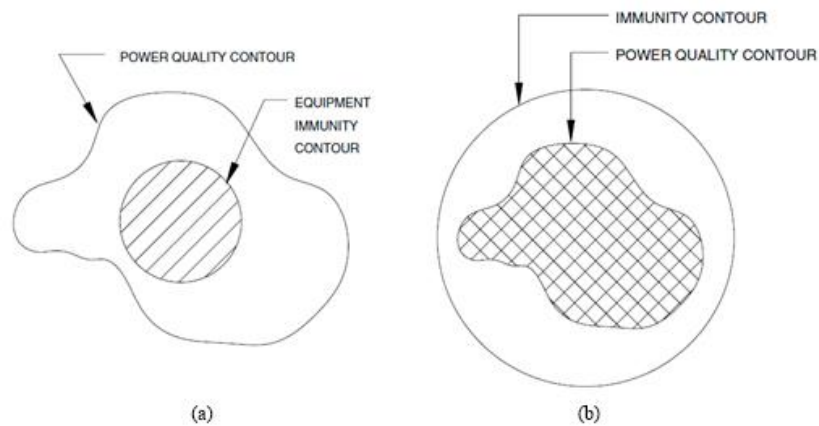 POWER QUALITY CONTOUR
EQUIPMENT
IMMUNITY
CONTOUR
(a)
IMMUNITY CONTOUR
POWER QUALITY CONTOUR
(b)